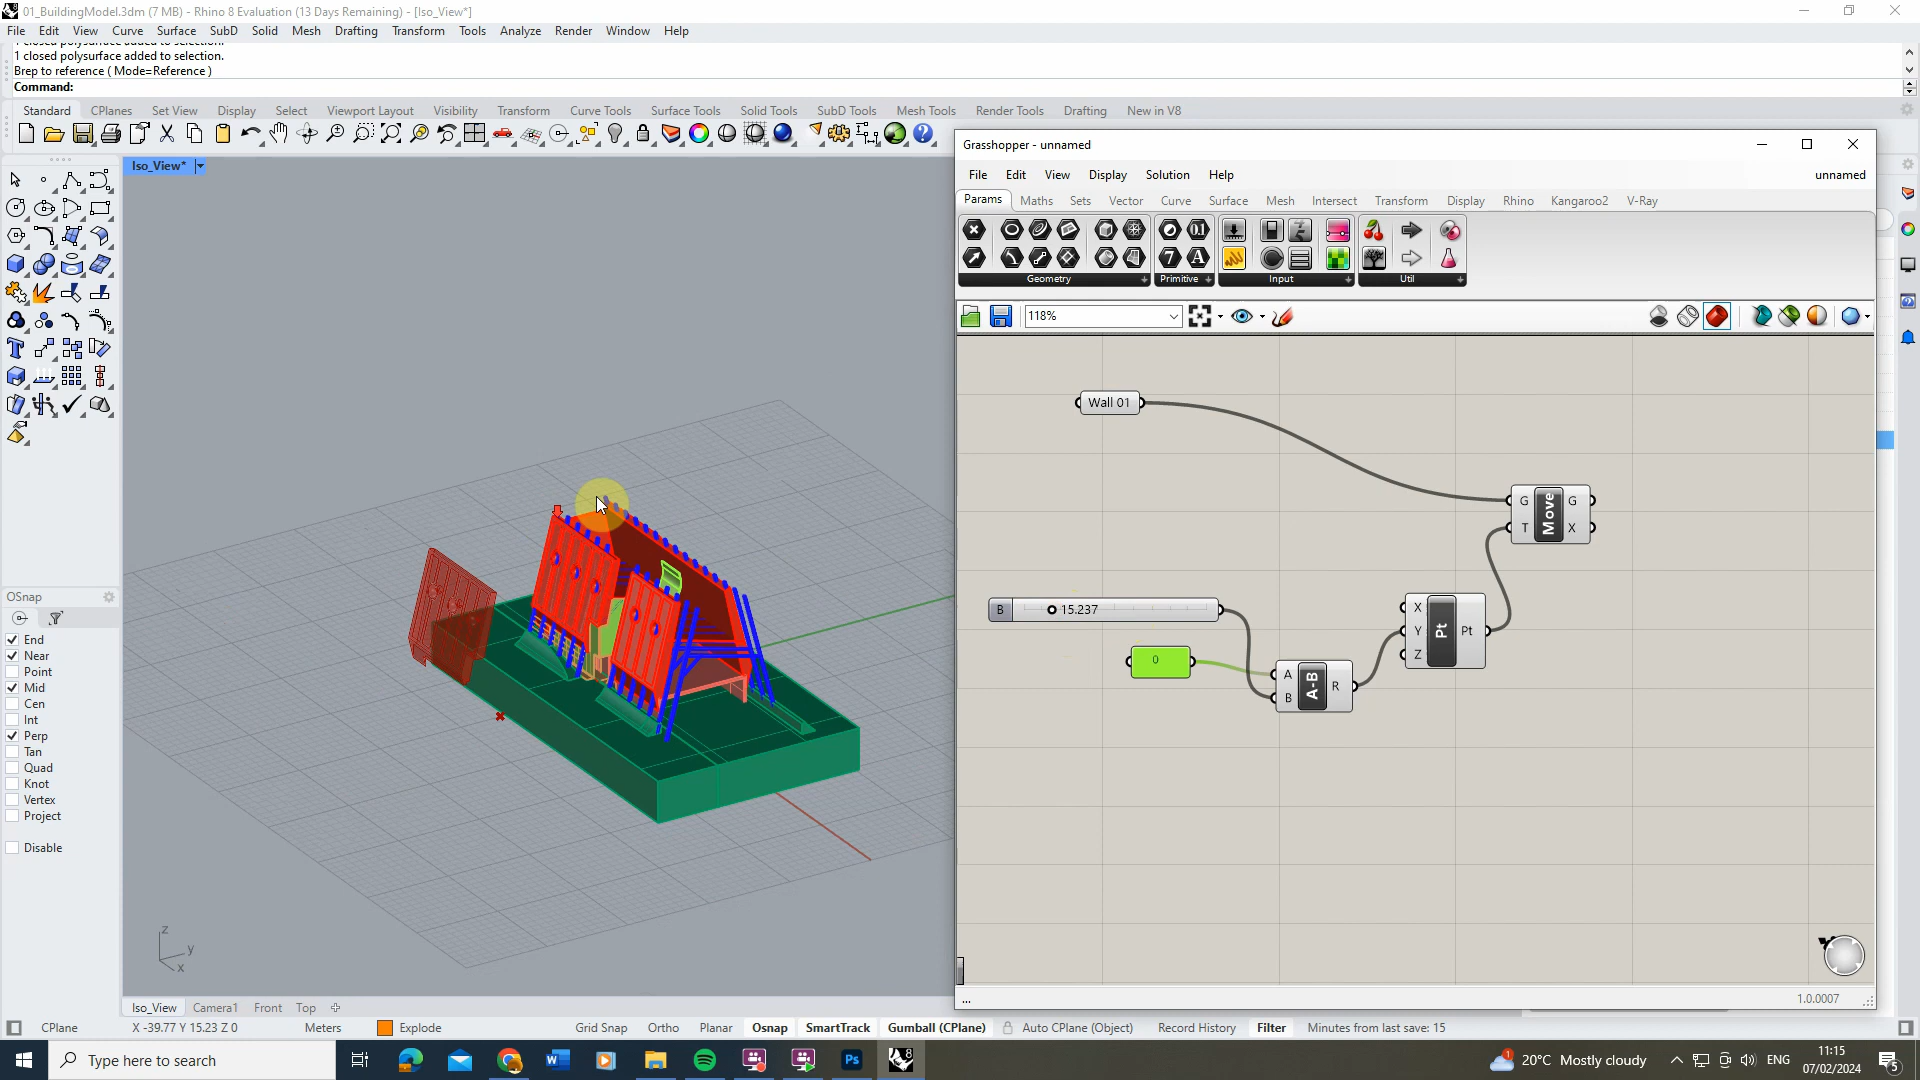 01_BuildingModel.3dm (7 MB) - Rhino 8 Evaluation (13 Days Remaining) - [Iso_View*]
File Edit View Curve Surface SubD Solid Mesh Drafting Transform Tools Analyze Render Window Help
1 closed polysurface added to selection.
1 closed polysurface added to selection.
Brep to reference ( Mode=Reference )
Command:
Standard CPlanes Set View Display Select Viewport Layout Visibility Transform Curve Tools Surface Tools Solid Tools SubD Tools Mesh Tools Render Tools Drafting New in V8
Iso_View*
Grasshopper - unnamed
File Edit View Display Solution Help unnamed
Params Maths Sets Vector Curve Surface Mesh Intersect Transform Display Rhino Kangaroo2 V-Ray
Geometry Primitive Input Util
118%
Wall 01
G Move G
T X
B 15.237
X
Y Pt Pt
Z
0
A A-B R
B
OSnap
End
Near
Point
Mid
Cen
Int
Perp
Tan
Quad
Knot
Vertex
Project
Disable
z
y
x
... 1.0.0007
Iso_View Camera1 Front Top
CPlane X -39.77 Y 15.23 Z 0 Meters Explode Grid Snap Ortho Planar Osnap SmartTrack Gumball (CPlane) Auto CPlane (Object) Record History Filter Minutes from last save: 15
Type here to search
20°C Mostly cloudy ENG
11:15
07/02/2024